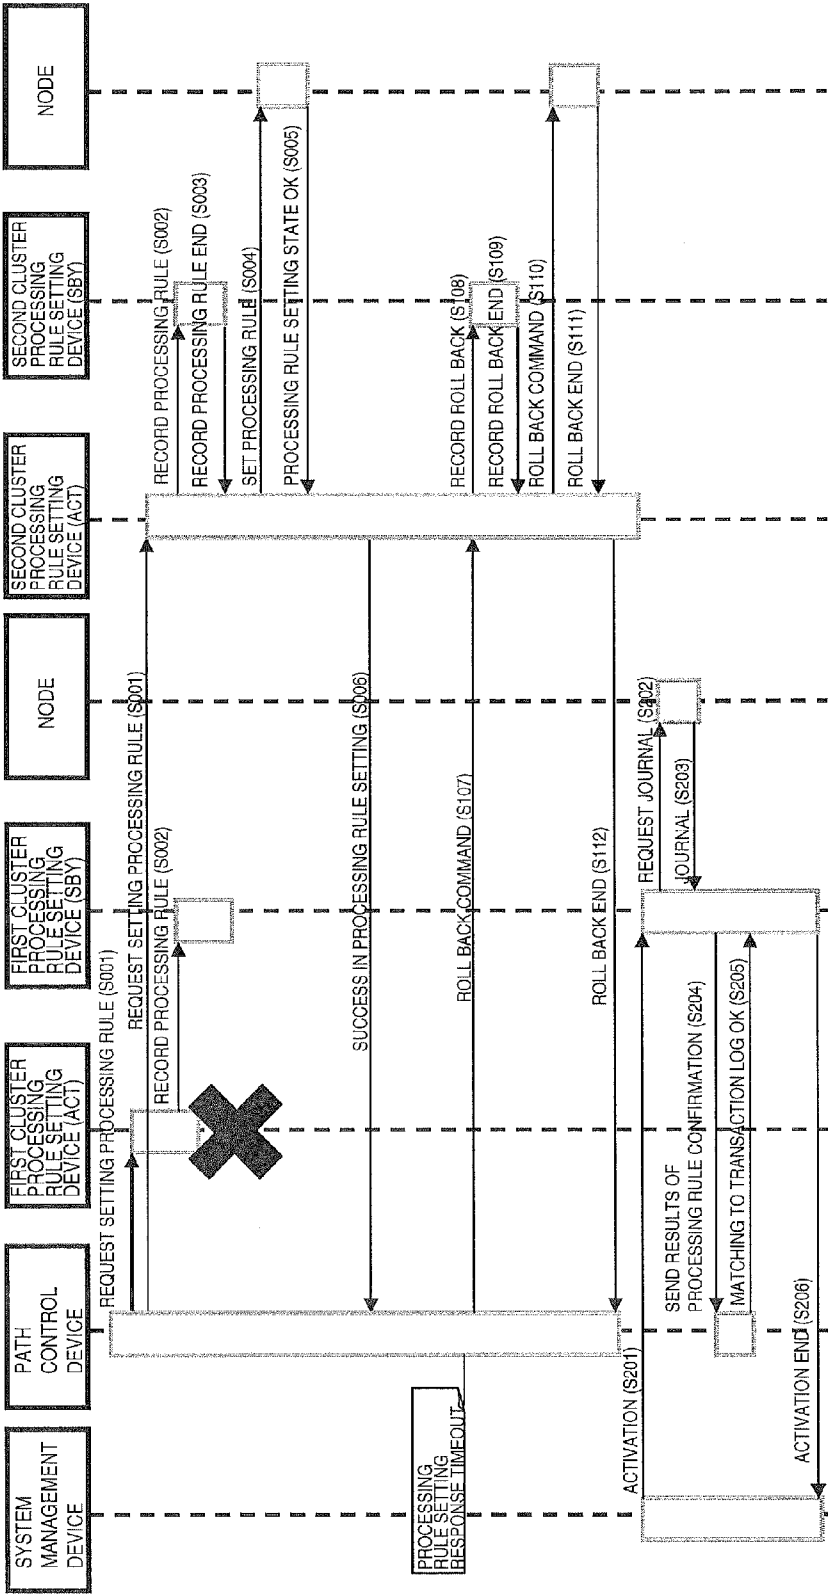 SYSTEM
MANAGEMENT
DEVICE
PATH
CONTROL
DEVICE
FIRST CLUSTER
PROCESSING
RULE SETTING
DEVICE (ACT)
FIRST CLUSTER
PROCESSING
RULE SETTING
DEVICE (SBY)
NODE
SECOND CLUSTER
PROCESSING
RULE SETTING
DEVICE (ACT)
SECOND CLUSTER
PROCESSING
RULE SETTING
DEVICE (SBY)
NODE
REQUEST SETTING PROCESSING RULE (S001)
REQUEST SETTING PROCESSING RULE (S001)
RECORD PROCESSING RULE (S002)
RECORD PROCESSING RULE (S002)
RECORD PROCESSING RULE END (S003)
SET PROCESSING RULE (S004)
PROCESSING RULE SETTING STATE OK (S005)
SUCCESS IN PROCESSING RULE SETTING (S006)
PROCESSING
RULE SETTING
RESPONSE TIMEOUT
ROLL BACK COMMAND (S107)
RECORD ROLL BACK (S108)
RECORD ROLL BACK END (S109)
ROLL BACK COMMAND (S110)
ROLL BACK END (S111)
ROLL BACK END (S112)
ACTIVATION (S201)
REQUEST JOURNAL (S202)
JOURNAL (S203)
SEND RESULTS OF
PROCESSING RULE CONFIRMATION (S204)
MATCHING TO TRANSACTION LOG OK (S205)
ACTIVATION END (S206)